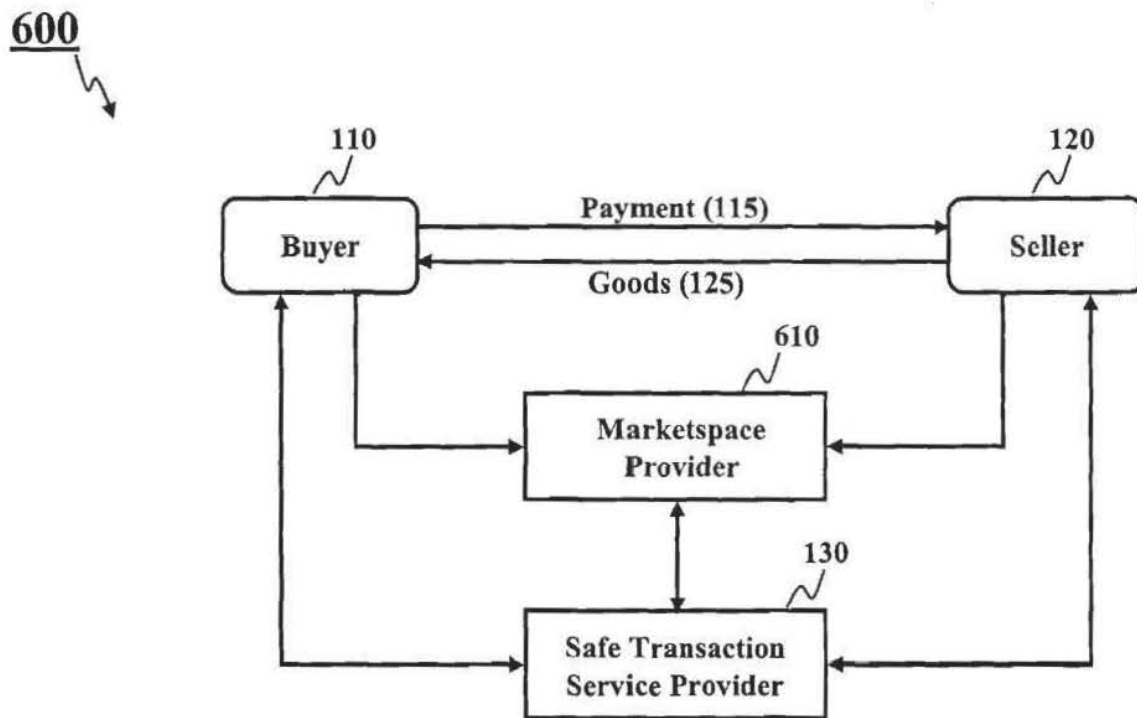 600
110
120
Payment (115)
Buyer
Seller
Goods (125)
610
Marketspace
Provider
130
Safe Transaction
Service Provider